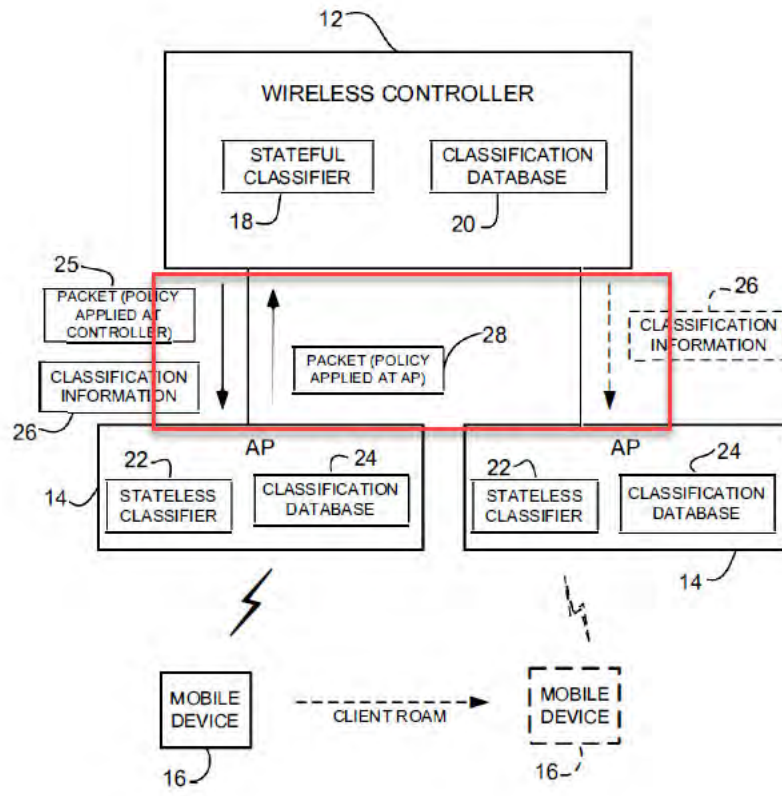 12
WIRELESS CONTROLLER
STATEFUL
CLASSIFIER
18
CLASSIFICATION
DATABASE
20
25
PACKET (POLICY
APPLIED AT
CONTROLLER)
CLASSIFICATION
INFORMATION
26
PACKET (POLICY
APPLIED AT AP)
28
26
CLASSIFICATION
INFORMATION
AP
22
24
14
STATELESS
CLASSIFIER
CLASSIFICATION
DATABASE
AP
22
24
STATELESS
CLASSIFIER
CLASSIFICATION
DATABASE
14
MOBILE
DEVICE
16
CLIENT ROAM
MOBILE
DEVICE
16